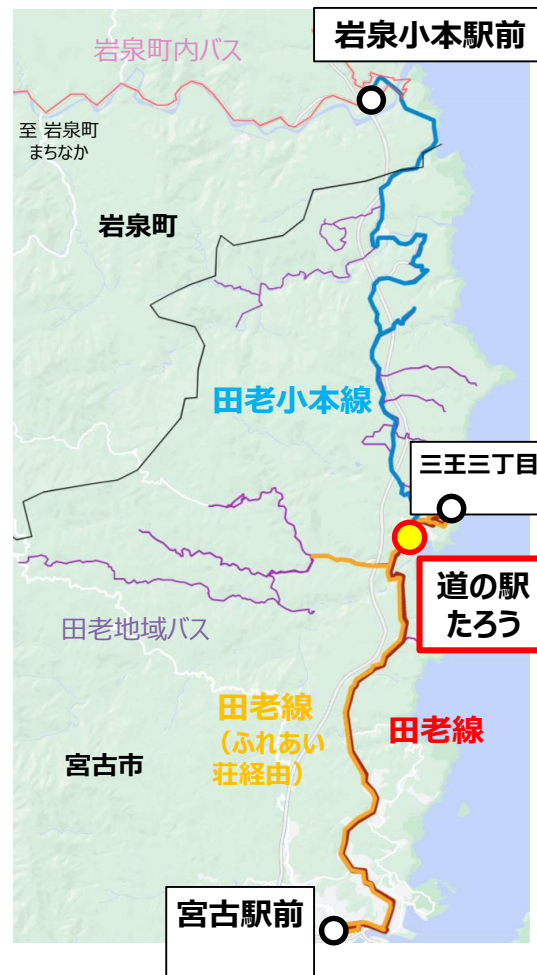 岩泉小本駅前
岩泉町内バス
至 岩泉町
まちなか
岩泉町
田老小本線
三王三丁目
道の駅
たろう
田老地域バス
田老線
（ふれあい
荘経由）
田老線
宮古市
宮古駅前